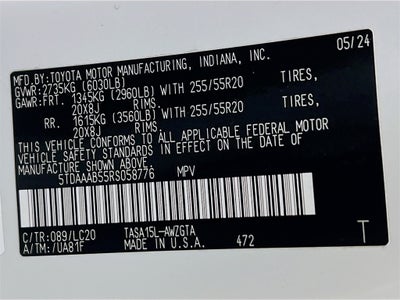 MFD.BY:TOYOTA MOTOR MANUFACTURING, INDIANA, INC. 05/24
GVWR:2735KG (6030LB)
GAWR:FRT. 1345KG (2960LB) WITH 255/55R20 TIRES,
20X8J RIMS,
RR. 1615KG (3560LB) WITH 255/55R20 TIRES,
20X8J RIMS.
THIS VEHICLE CONFORMS TO ALL APPLICABLE FEDERAL MOTOR
VEHICLE SAFETY STANDARDS IN EFFECT ON THE DATE OF
MANUFACTURE SHOWN ABOVE.
5TDAAAB55RS058776 MPV
C/TR:089/LC20 TASA15L-AWZGTA T
A/TM:/UA81F MADE IN U.S.A. 472